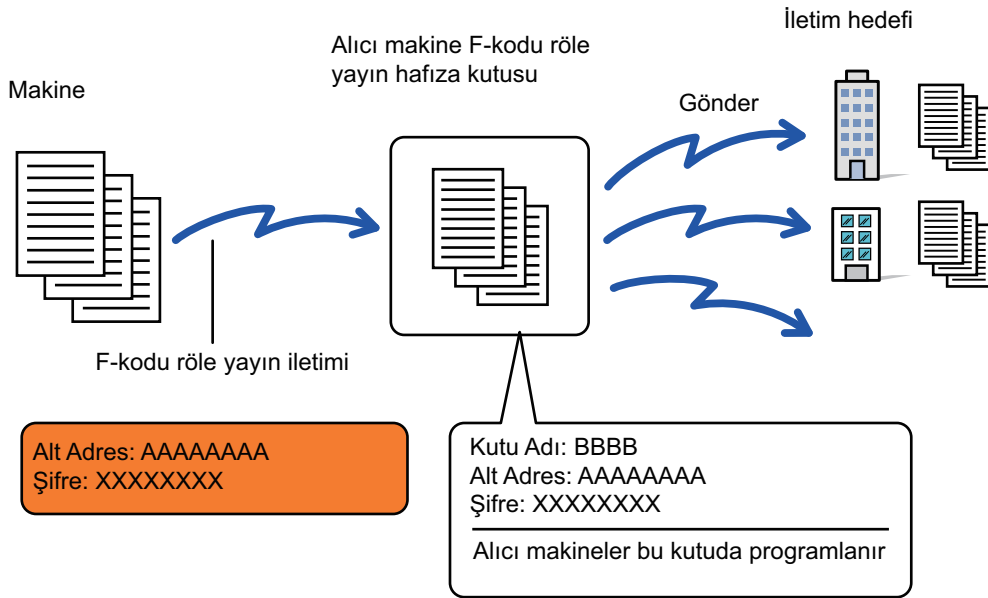 İletim hedefi
Alıcı makine F-kodu röle
yayın hafıza kutusu
Makine
Gönder
F-kodu röle yayın iletimi
Alt Adres: AAAAAAAA
Şifre: XXXXXXXX
Kutu Adı: BBBB
Alt Adres: AAAAAAAA
Şifre: XXXXXXXX
Alıcı makineler bu kutuda programlanır